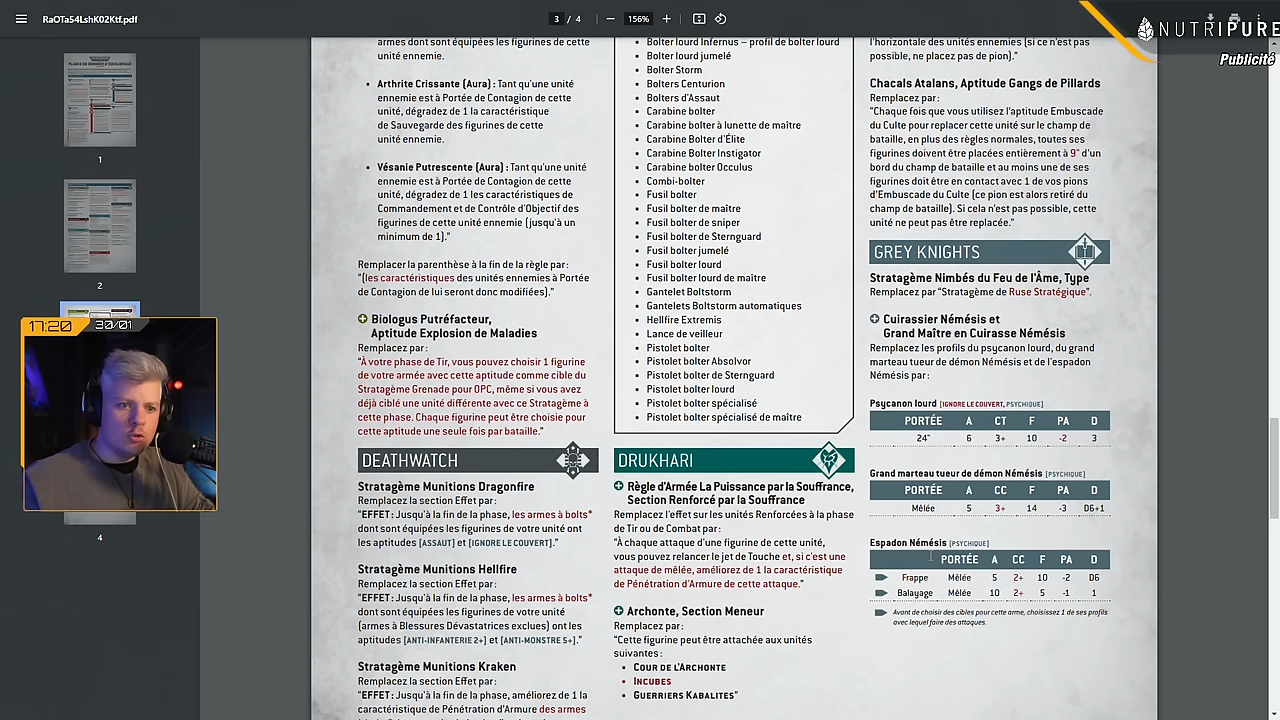 RaOTa54LshK02Ktf.pdf
3 / 4
156%
NUTRIPURE
Publicité
1
2
4
17:20
30/01
armes dont sont équipées les figurines de cette
unité ennemie.
• Arthrite Crissante (Aura) : Tant qu'une unité
ennemie est à Portée de Contagion de cette
unité, dégradez de 1 la caractéristique
de Sauvegarde des figurines de cette
unité ennemie.
• Vésanie Putrescente (Aura) : Tant qu'une unité
ennemie est à Portée de Contagion de cette
unité, dégradez de 1 les caractéristiques de
Commandement et de Contrôle d'Objectif des
figurines de cette unité ennemie (jusqu'à un
minimum de 1)."
Remplacer la parenthèse à la fin de la règle par :
"(les caractéristiques des unités ennemies à Portée
de Contagion de lui seront donc modifiées)."
Biologus Putréfacteur,
Aptitude Explosion de Maladies
Remplacez par :
"À votre phase de Tir, vous pouvez choisir 1 figurine
de votre armée avec cette aptitude comme cible du
Stratagème Grenade pour 0PC, même si vous avez
déjà ciblé une unité différente avec ce Stratagème à
cette phase. Chaque figurine peut être choisie pour
cette aptitude une seule fois par bataille."
DEATHWATCH
Stratagème Munitions Dragonfire
Remplacez la section Effet par :
"EFFET : Jusqu'à la fin de la phase, les armes à bolts*
dont sont équipées les figurines de votre unité ont
les aptitudes [ASSAUT] et [IGNORE LE COUVERT]."
Stratagème Munitions Hellfire
Remplacez la section Effet par :
"EFFET : Jusqu'à la fin de la phase, les armes à bolts*
dont sont équipées les figurines de votre unité
(armes à Blessures Dévastatrices exclues) ont les
aptitudes [ANTI-INFANTERIE 2+] et [ANTI-MONSTRE 5+]."
Stratagème Munitions Kraken
Remplacez la section Effet par :
"EFFET : Jusqu'à la fin de la phase, améliorez de 1 la
caractéristique de Pénétration d'Armure des armes
• Bolter lourd Infernus – profil de bolter lourd
• Bolter lourd jumelé
• Bolter Storm
• Bolters Centurion
• Bolters d'Assaut
• Carabine bolter
• Carabine bolter à lunette de maître
• Carabine bolter d'Élite
• Carabine Bolter Instigator
• Carabine bolter Occulus
• Combi-bolter
• Fusil bolter
• Fusil bolter de maître
• Fusil bolter de sniper
• Fusil bolter de Sternguard
• Fusil bolter jumelé
• Fusil bolter lourd
• Fusil bolter lourd de maître
• Gantelet Boltstorm
• Gantelets Boltstorm automatiques
• Hellfire Extremis
• Lance de veilleur
• Pistolet bolter
• Pistolet bolter Absolvor
• Pistolet bolter de Sternguard
• Pistolet bolter lourd
• Pistolet bolter spécialisé
• Pistolet bolter spécialisé de maître
DRUKHARI
Règle d'Armée La Puissance par la Souffrance,
Section Renforcé par la Souffrance
Remplacez l'effet sur les unités Renforcées à la phase
de Tir ou de Combat par :
"À chaque attaque d'une figurine de cette unité,
vous pouvez relancer le jet de Touche et, si c'est une
attaque de mêlée, améliorez de 1 la caractéristique
de Pénétration d'Armure de cette attaque."
Archonte, Section Meneur
Remplacez par :
"Cette figurine peut être attachée aux unités
suivantes :
• COUR DE L'ARCHONTE
• INCUBES
• GUERRIERS KABALITES"
l'horizontale des unités ennemies (si ce n'est pas
possible, ne placez pas de pion)."
Chacals Atalans, Aptitude Gangs de Pillards
Remplacez par :
"Chaque fois que vous utilisez l'aptitude Embuscade
du Culte pour replacer cette unité sur le champ de
bataille, en plus des règles normales, toutes ses
figurines doivent être placées entièrement à 9" d'un
bord du champ de bataille et au moins une de ses
figurines doit être en contact avec 1 de vos pions
d'Embuscade du Culte (ce pion est alors retiré du
champ de bataille). Si cela n'est pas possible, cette
unité ne peut pas être replacée."
GREY KNIGHTS
Stratagème Nimbés du Feu de l'Âme, Type
Remplacez par "Stratagème de Ruse Stratégique".
Cuirassier Némésis et
Grand Maître en Cuirasse Némésis
Remplacez les profils du psycanon lourd, du grand
marteau tueur de démon Némésis et de l'espadon
Némésis par :
Psycanon lourd [IGNORE LE COUVERT, PSYCHIQUE]
PORTÉE A CT F PA D
24" 6 3+ 10 -2 3
Grand marteau tueur de démon Némésis [PSYCHIQUE]
PORTÉE A CC F PA D
Mêlée 5 3+ 14 -3 D6+1
Espadon Némésis [PSYCHIQUE]
PORTÉE A CC F PA D
Frappe Mêlée 5 2+ 10 -2 D6
Balayage Mêlée 10 2+ 5 -1 1
Avant de choisir des cibles pour cette arme, choisissez 1 de ses profils
avec lequel faire des attaques.